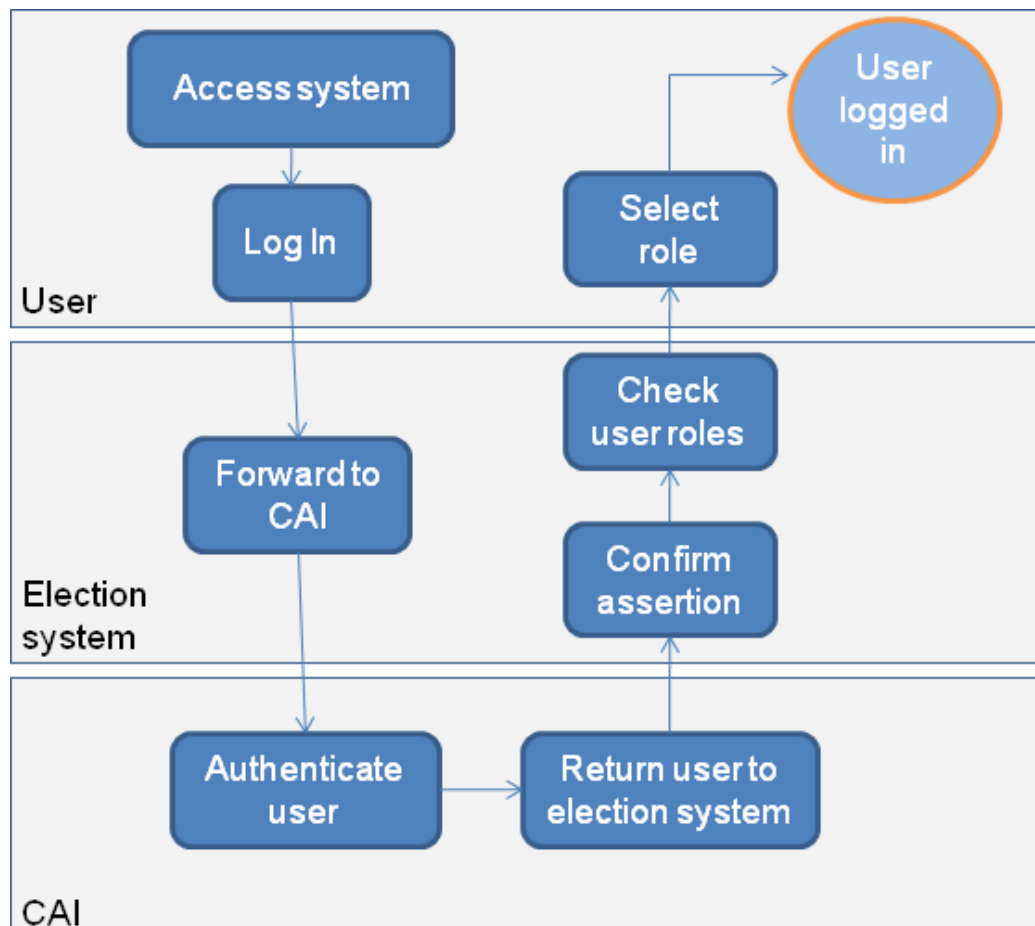 Access system
Log In
User
logged
in
Select
role
User
Forward to
CAI
Check
user roles
Confirm
assertion
Election
system
Authenticate
user
Return user to
election system
CAI